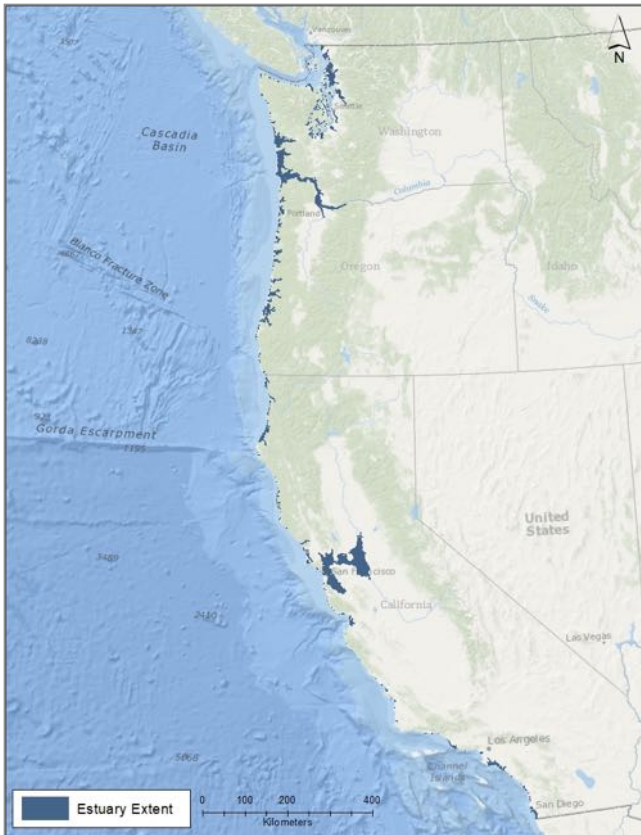 Vancouver
N
Seattle
Cascadia
Basin
Washington
Columbia
Portland
Blanco Fracture Zone
Oregon
Idaho
Snake
Gorda Escarpment
United
States
San Francisco
California
2410
Las Vegas
Los Angeles
Channel
Islands
San Diego
Estuary Extent
0 100 200 400
Kilometers